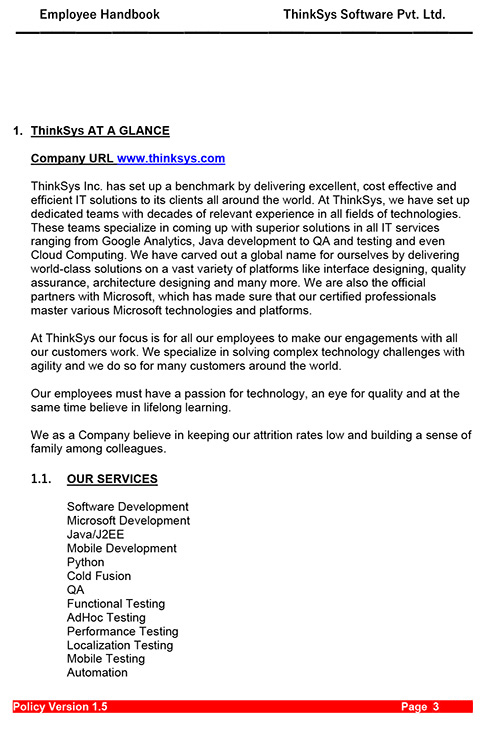 Employee Handbook ThinkSys Software Pvt. Ltd.
1. ThinkSys AT A GLANCE
Company URL www.thinksys.com
ThinkSys Inc. has set up a benchmark by delivering excellent, cost effective and
efficient IT solutions to its clients all around the world. At ThinkSys, we have set up
dedicated teams with decades of relevant experience in all fields of technologies.
These teams specialize in coming up with superior solutions in all IT services
ranging from Google Analytics, Java development to QA and testing and even
Cloud Computing. We have carved out a global name for ourselves by delivering
world-class solutions on a vast variety of platforms like interface designing, quality
assurance, architecture designing and many more. We are also the official
partners with Microsoft, which has made sure that our certified professionals
master various Microsoft technologies and platforms.
At ThinkSys our focus is for all our employees to make our engagements with all
our customers work. We specialize in solving complex technology challenges with
agility and we do so for many customers around the world.
Our employees must have a passion for technology, an eye for quality and at the
same time believe in lifelong learning.
We as a Company believe in keeping our attrition rates low and building a sense of
family among colleagues.
1.1. OUR SERVICES
Software Development
Microsoft Development
Java/J2EE
Mobile Development
Python
Cold Fusion
QA
Functional Testing
AdHoc Testing
Performance Testing
Localization Testing
Mobile Testing
Automation
Policy Version 1.5 Page 3